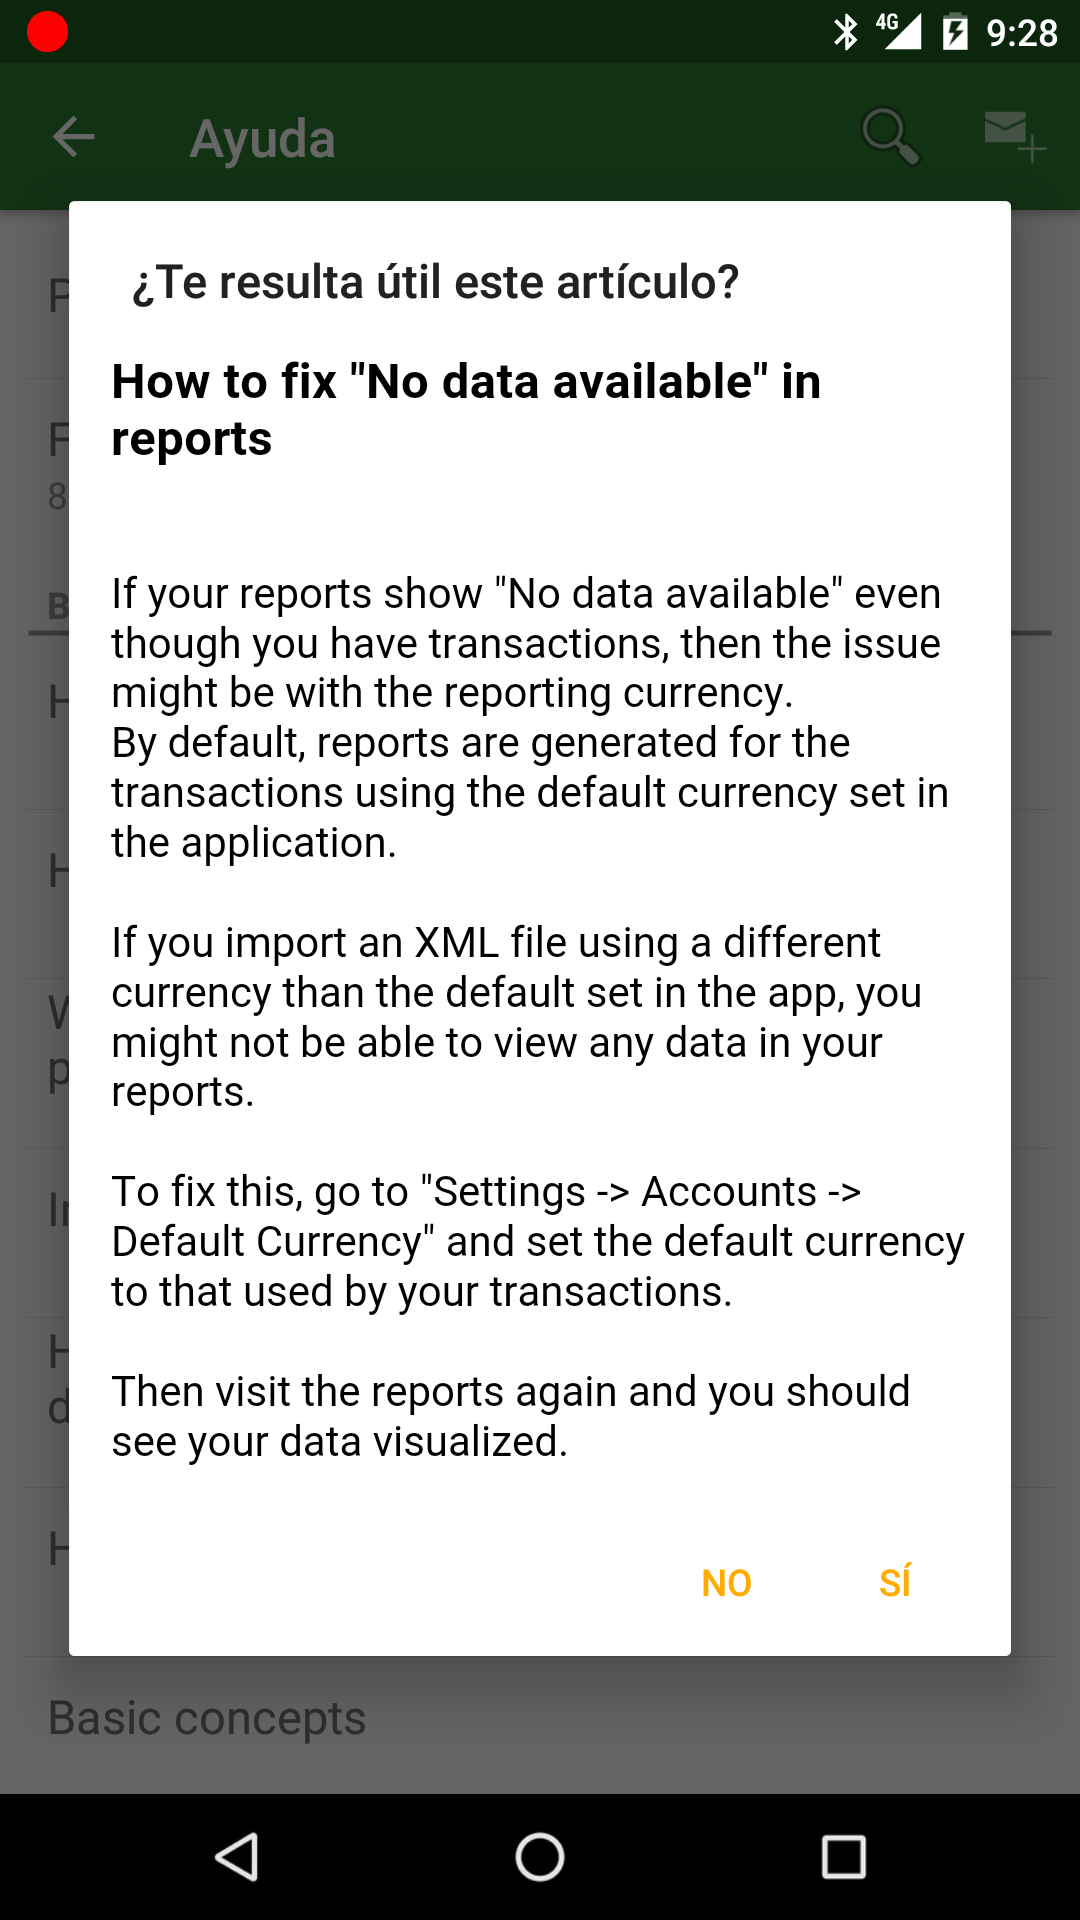 4G 9:28
Ayuda
¿Te resulta útil este artículo?
How to fix "No data available" in
reports
If your reports show "No data available" even
though you have transactions, then the issue
might be with the reporting currency.
By default, reports are generated for the
transactions using the default currency set in
the application.
If you import an XML file using a different
currency than the default set in the app, you
might not be able to view any data in your
reports.
To fix this, go to "Settings -> Accounts ->
Default Currency" and set the default currency
to that used by your transactions.
Then visit the reports again and you should
see your data visualized.
NO SÍ
Basic concepts